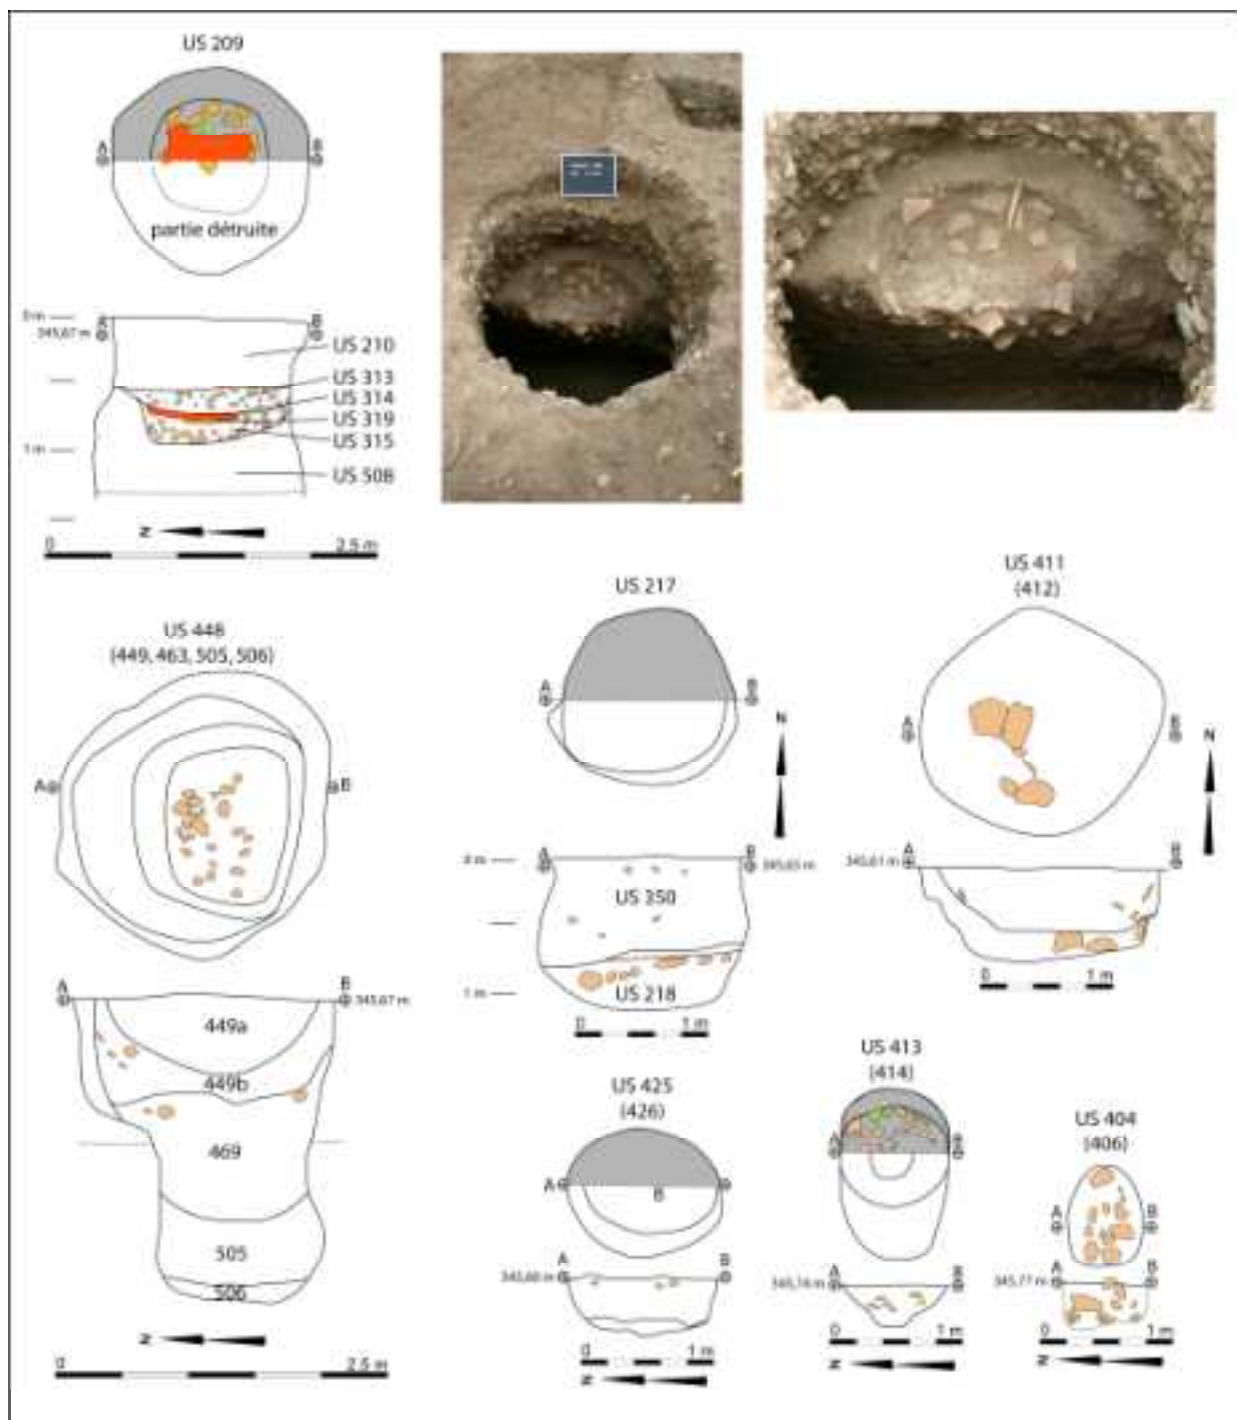 US 209
A
B
partie détruite
0 m
345,67 m
A
B
US 210
US 313
US 314
US 319
US 315
1 m
US 508
N
0
2.5 m
US 448
(449, 463, 505, 506)
A
B
A
B
345,67 m
449a
449b
469
505
506
N
0
2.5 m
US 217
A
B
N
0 m
A
B
345,65 m
US 350
1 m
US 218
0
1 m
US 411
(412)
A
B
N
345,61 m
A
B
0
1 m
US 425
(426)
A
B
A
B
0
1 m
N
US 413
(414)
A
B
A
B
0
1 m
N
US 404
(406)
A
B
A
B
345,77 m
0
1 m
N